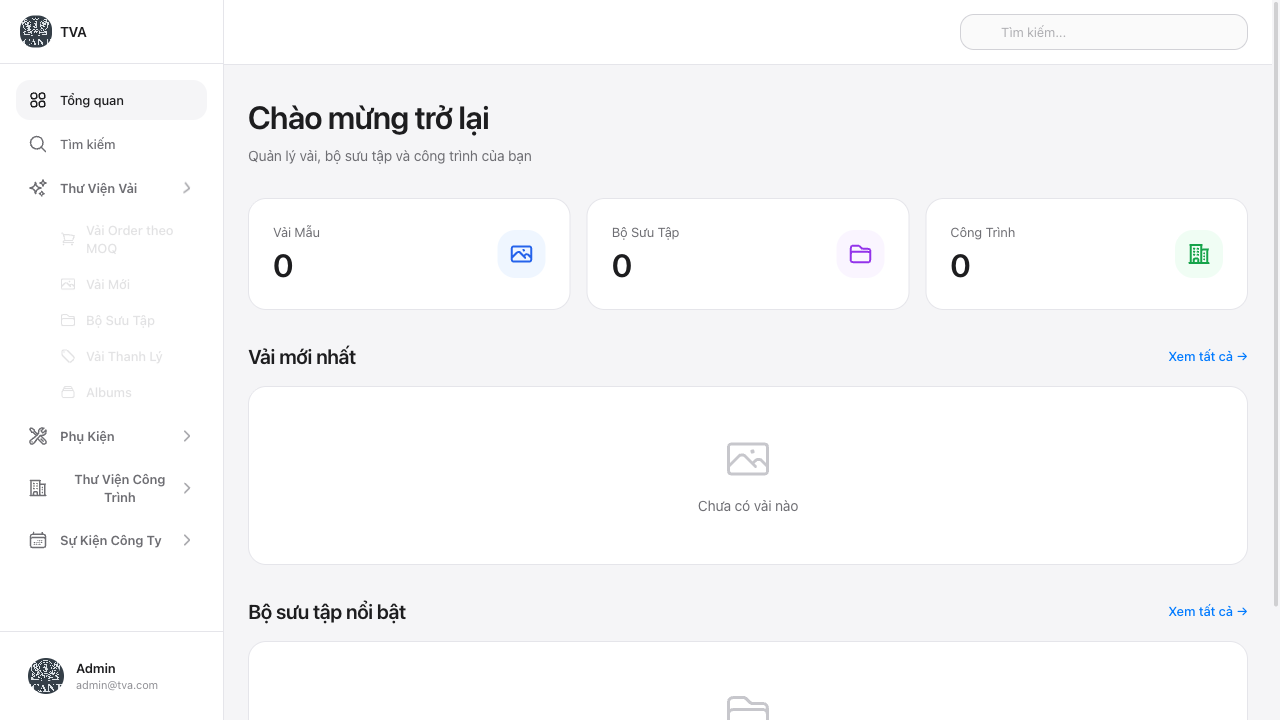 TVA
Tìm kiếm...
Tổng quan
Tìm kiếm
Thư Viện Vải
Vải Order theo
MOQ
Vải Mới
Bộ Sưu Tập
Vải Thanh Lý
Albums
Phụ Kiện
Thư Viện Công
Trình
Sự Kiện Công Ty
Admin
admin@tva.com
Chào mừng trở lại
Quản lý vải, bộ sưu tập và công trình của bạn
Vải Mẫu
0
Bộ Sưu Tập
0
Công Trình
0
Vải mới nhất
Xem tất cả →
Chưa có vải nào
Bộ sưu tập nổi bật
Xem tất cả →